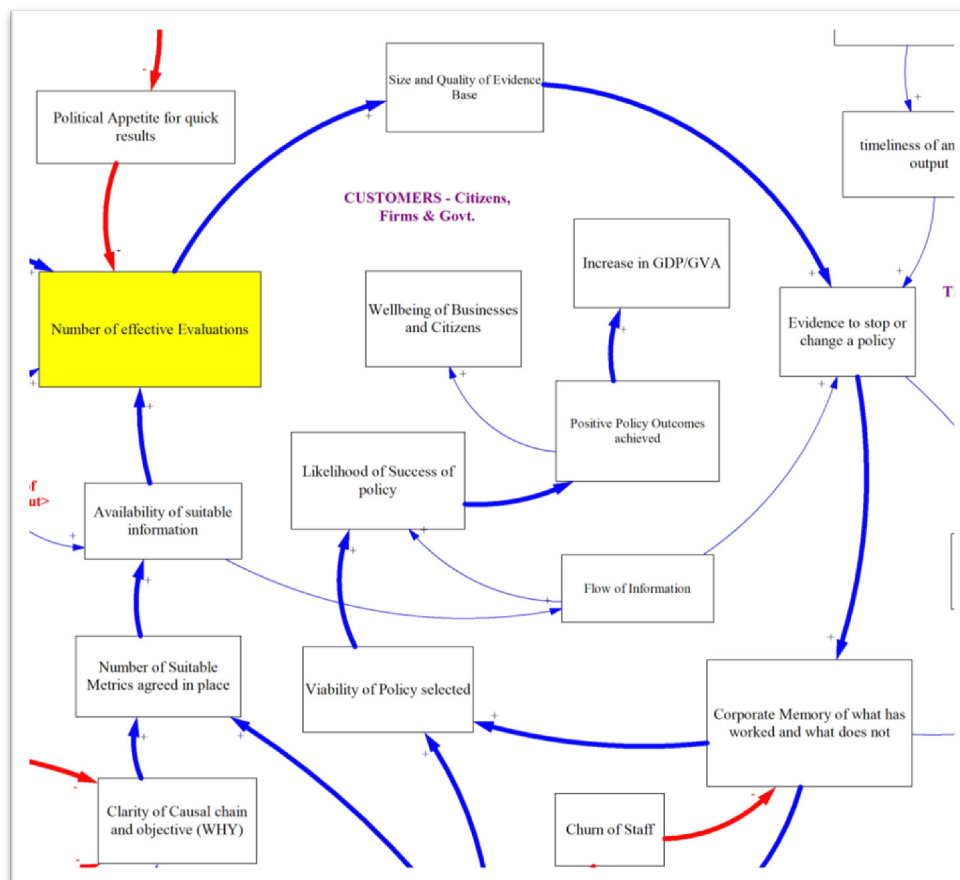 Size and Quality of Evidence
Base
Political Appetite for quick
results
timeliness of an
output
CUSTOMERS - Citizens,
Firms & Govt.
Increase in GDP/GVA
Wellbeing of Businesses
and Citizens
Number of effective Evaluations
Evidence to stop or
change a policy
Positive Policy Outcomes
achieved
Likelihood of Success of
policy
of
ut>
Availability of suitable
information
Flow of Information
Number of Suitable
Metrics agreed in place
Viability of Policy selected
Corporate Memory of what has
worked and what does not
Clarity of Causal chain
and objective (WHY)
Churn of Staff